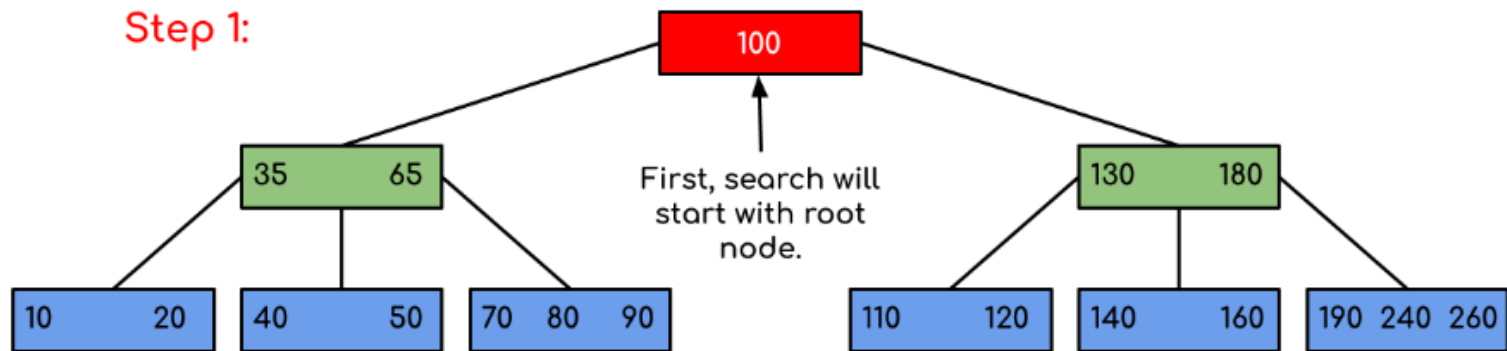 Step 1:
100
35 65
130 180
First, search will
start with root
node.
10 20
40 50
70 80 90
110 120
140 160
190 240 260